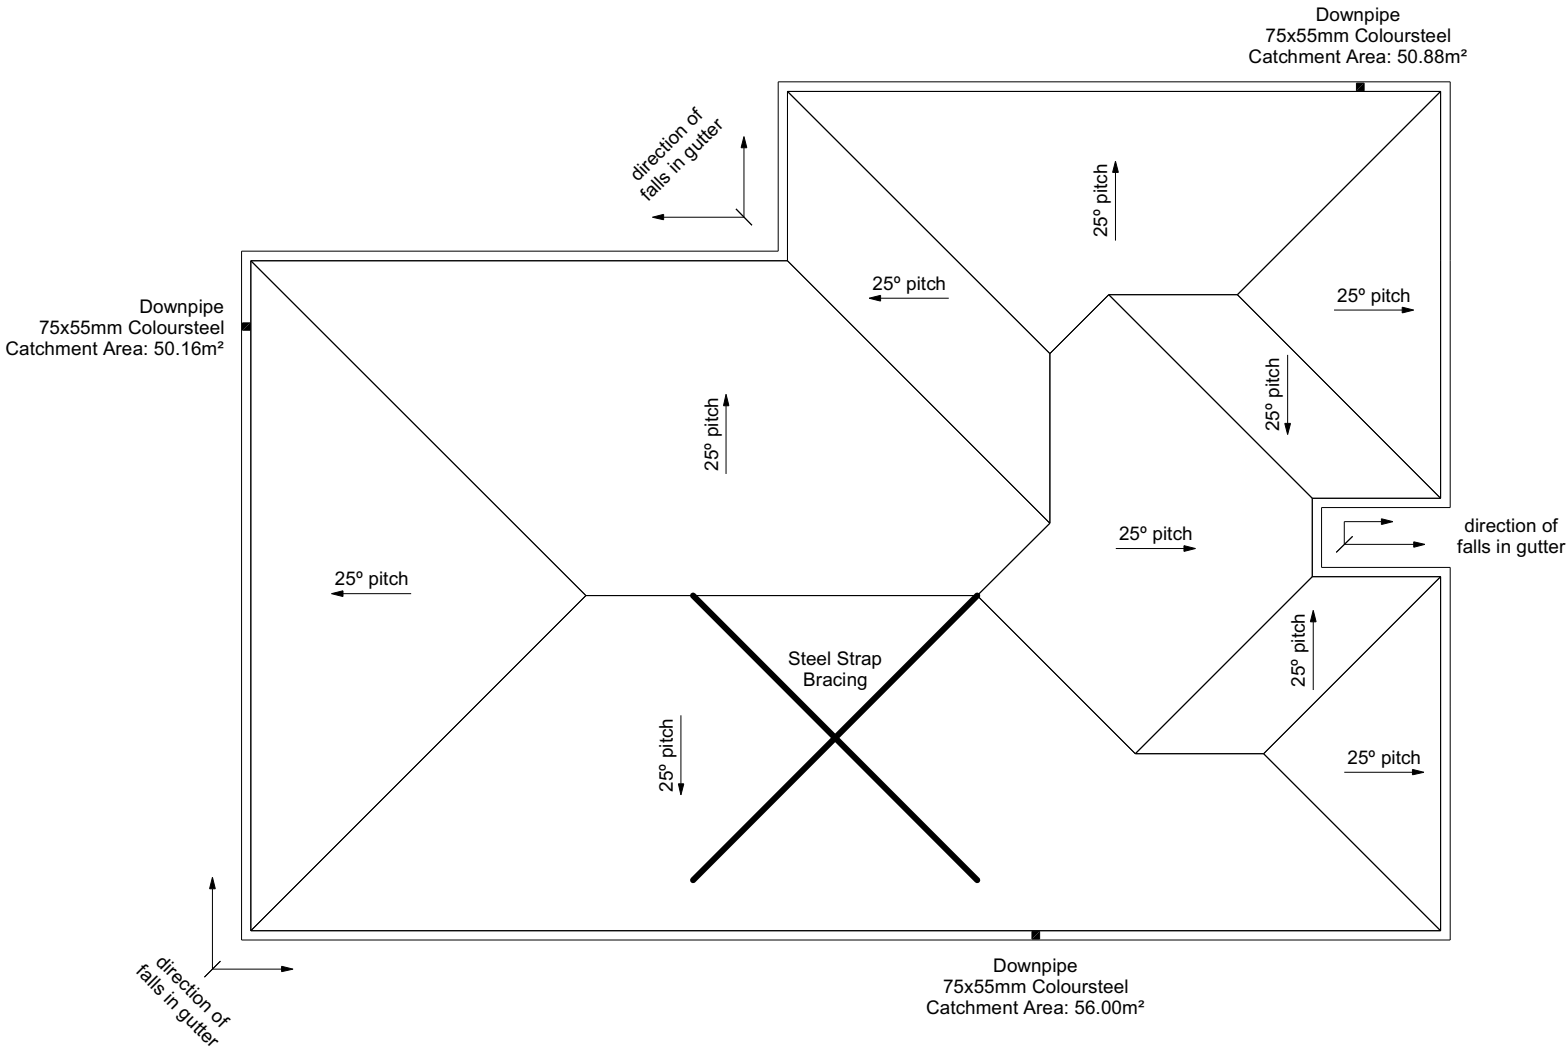 Downpipe
75x55mm Coloursteel
Catchment Area: 50.88m²
direction of
falls in gutter
25º pitch
25º pitch
25º pitch
Downpipe
75x55mm Coloursteel
Catchment Area: 50.16m²
25º pitch
25º pitch
25º pitch
direction of
falls in gutter
25º pitch
25º pitch
Steel Strap
Bracing
25º pitch
25º pitch
direction of
falls in gutter
Downpipe
75x55mm Coloursteel
Catchment Area: 56.00m²